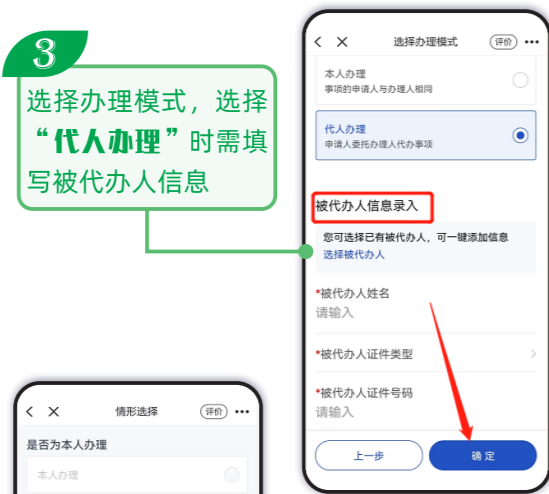 3
选择办理模式，选择
“代人办理”时需填
写被代办人信息
选择办理模式
评价
本人办理
事项的申请人与办理人相同
代人办理
申请人委托办理人代办事项
被代办人信息录入
您可选择已有被代办人，可一键添加信息
选择被代办人
*被代办人姓名
请输入
*被代办人证件类型
*被代办人证件号码
请输入
上一步
确定
情形选择
评价
是否为本人办理
本人办理